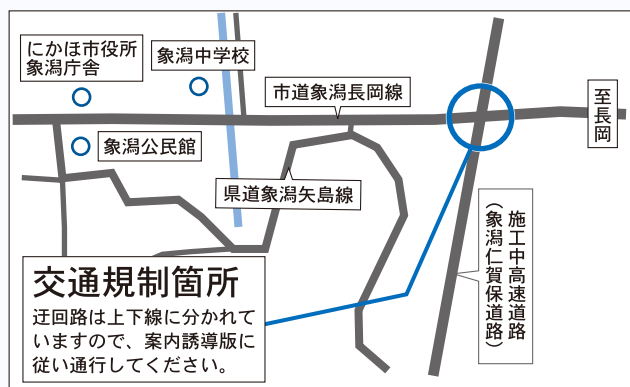 にかほ市役所
象潟庁舎
象潟中学校
市道象潟長岡線
至長岡
象潟公民館
県道象潟矢島線
施工中高速道路
(象潟仁賀保道路)
交通規制箇所
迂回路は上下線に分かれて
いますので、案内誘導版に
従い通行してください。